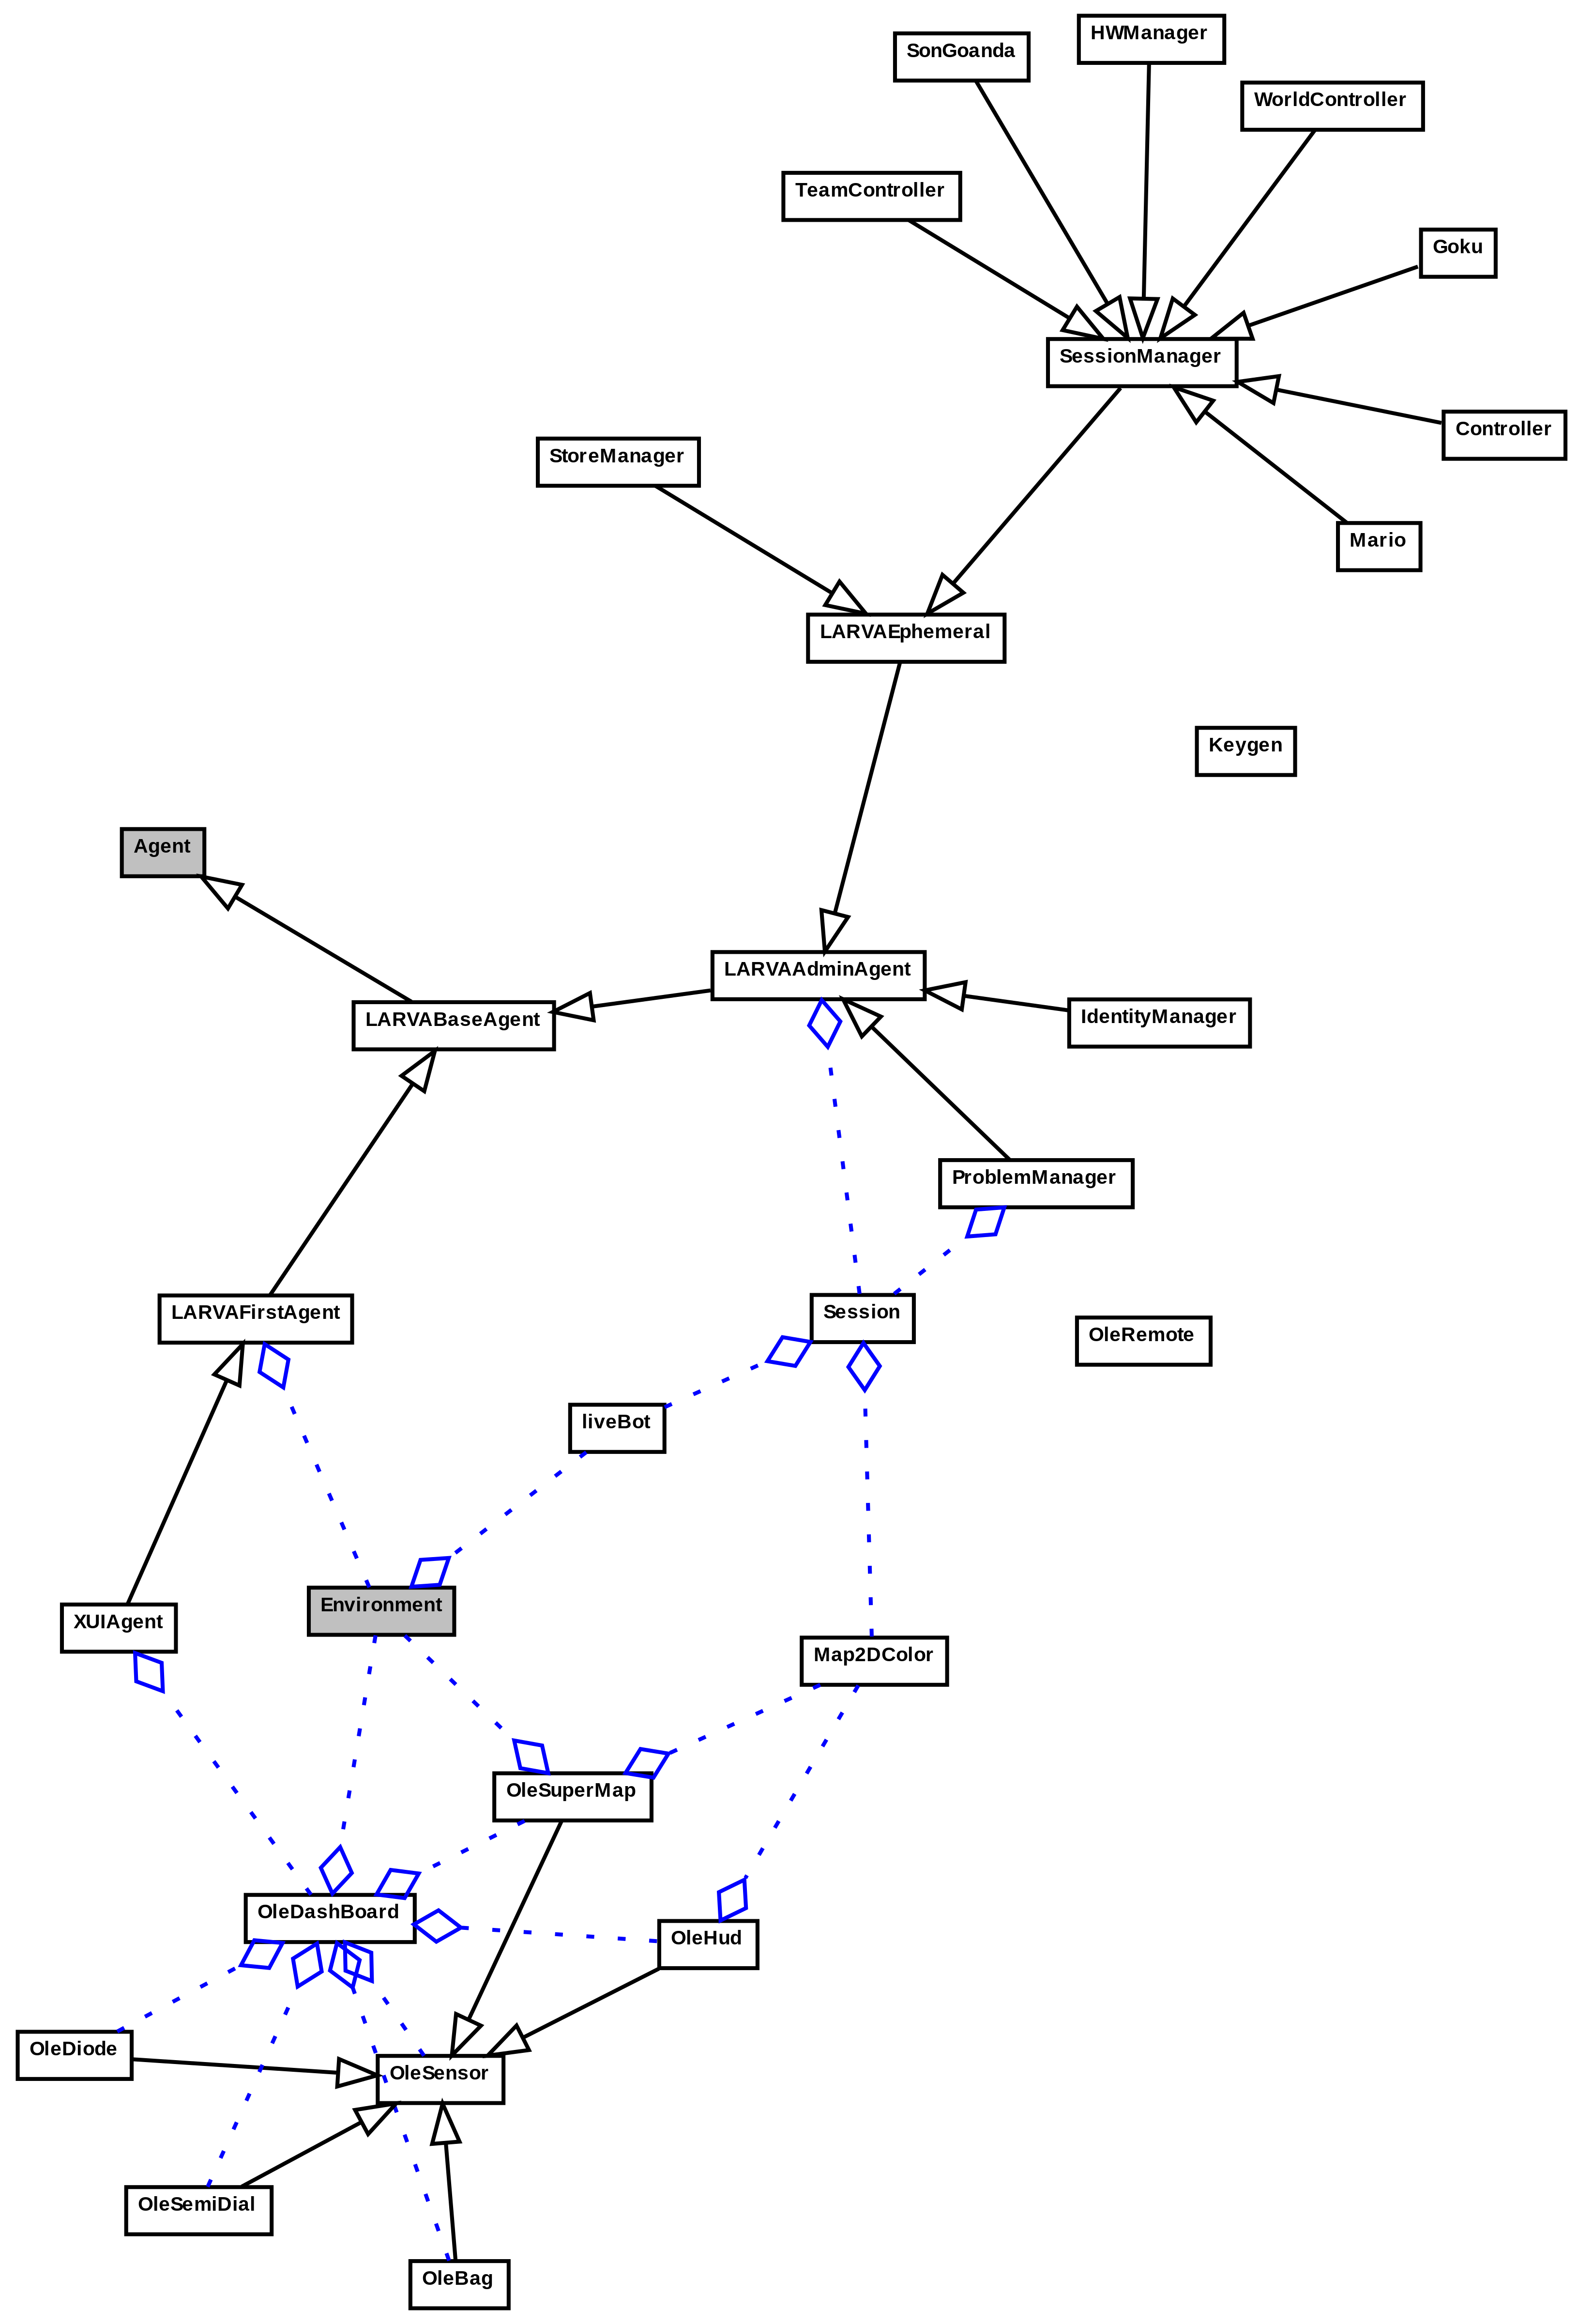 HWManager
SonGoanda
WorldController
TeamController
Goku
SessionManager
Controller
StoreManager
Mario
LARVAEphemeral
Keygen
Agent
LARVAAdminAgent
LARVABaseAgent
IdentityManager
ProblemManager
LARVAFirstAgent
Session
OleRemote
liveBot
Environment
XUIAgent
Map2DColor
OleSuperMap
OleDashBoard
OleHud
OleDiode
OleSensor
OleSemiDial
OleBag